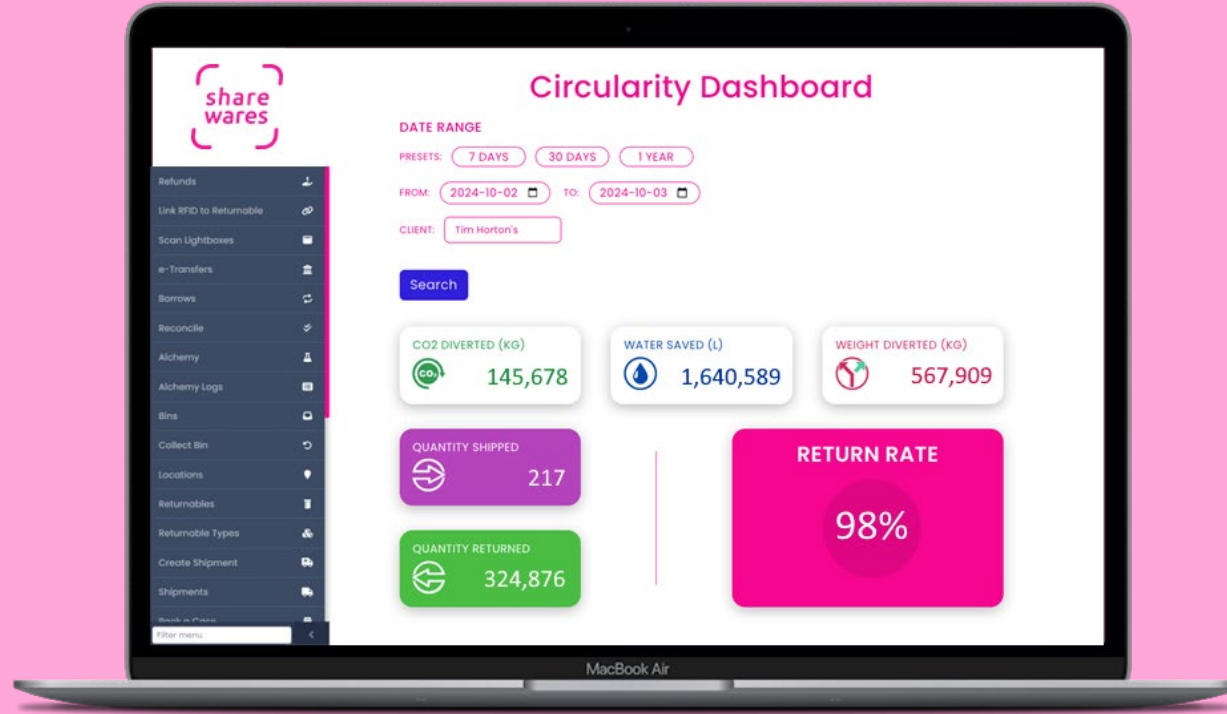 share
wares
Circularity Dashboard
DATE RANGE
PRESETS: 7 DAYS 30 DAYS 1 YEAR
FROM: 2024-10-02 TO: 2024-10-03
CLIENT: Tim Horton's
Search
CO2 DIVERTED (KG)
CO₂ 145,678
WATER SAVED (L)
1,640,589
WEIGHT DIVERTED (KG)
567,909
QUANTITY SHIPPED
217
QUANTITY RETURNED
324,876
RETURN RATE
98%
Refunds
Link RFID to Returnable
Scan Lightboxes
e-Transfers
Borrows
Reconcile
Alchemy
Alchemy Logs
Bins
Collect Bin
Locations
Returnables
Returnable Types
Create Shipment
Shipments
Filter menu
MacBook Air